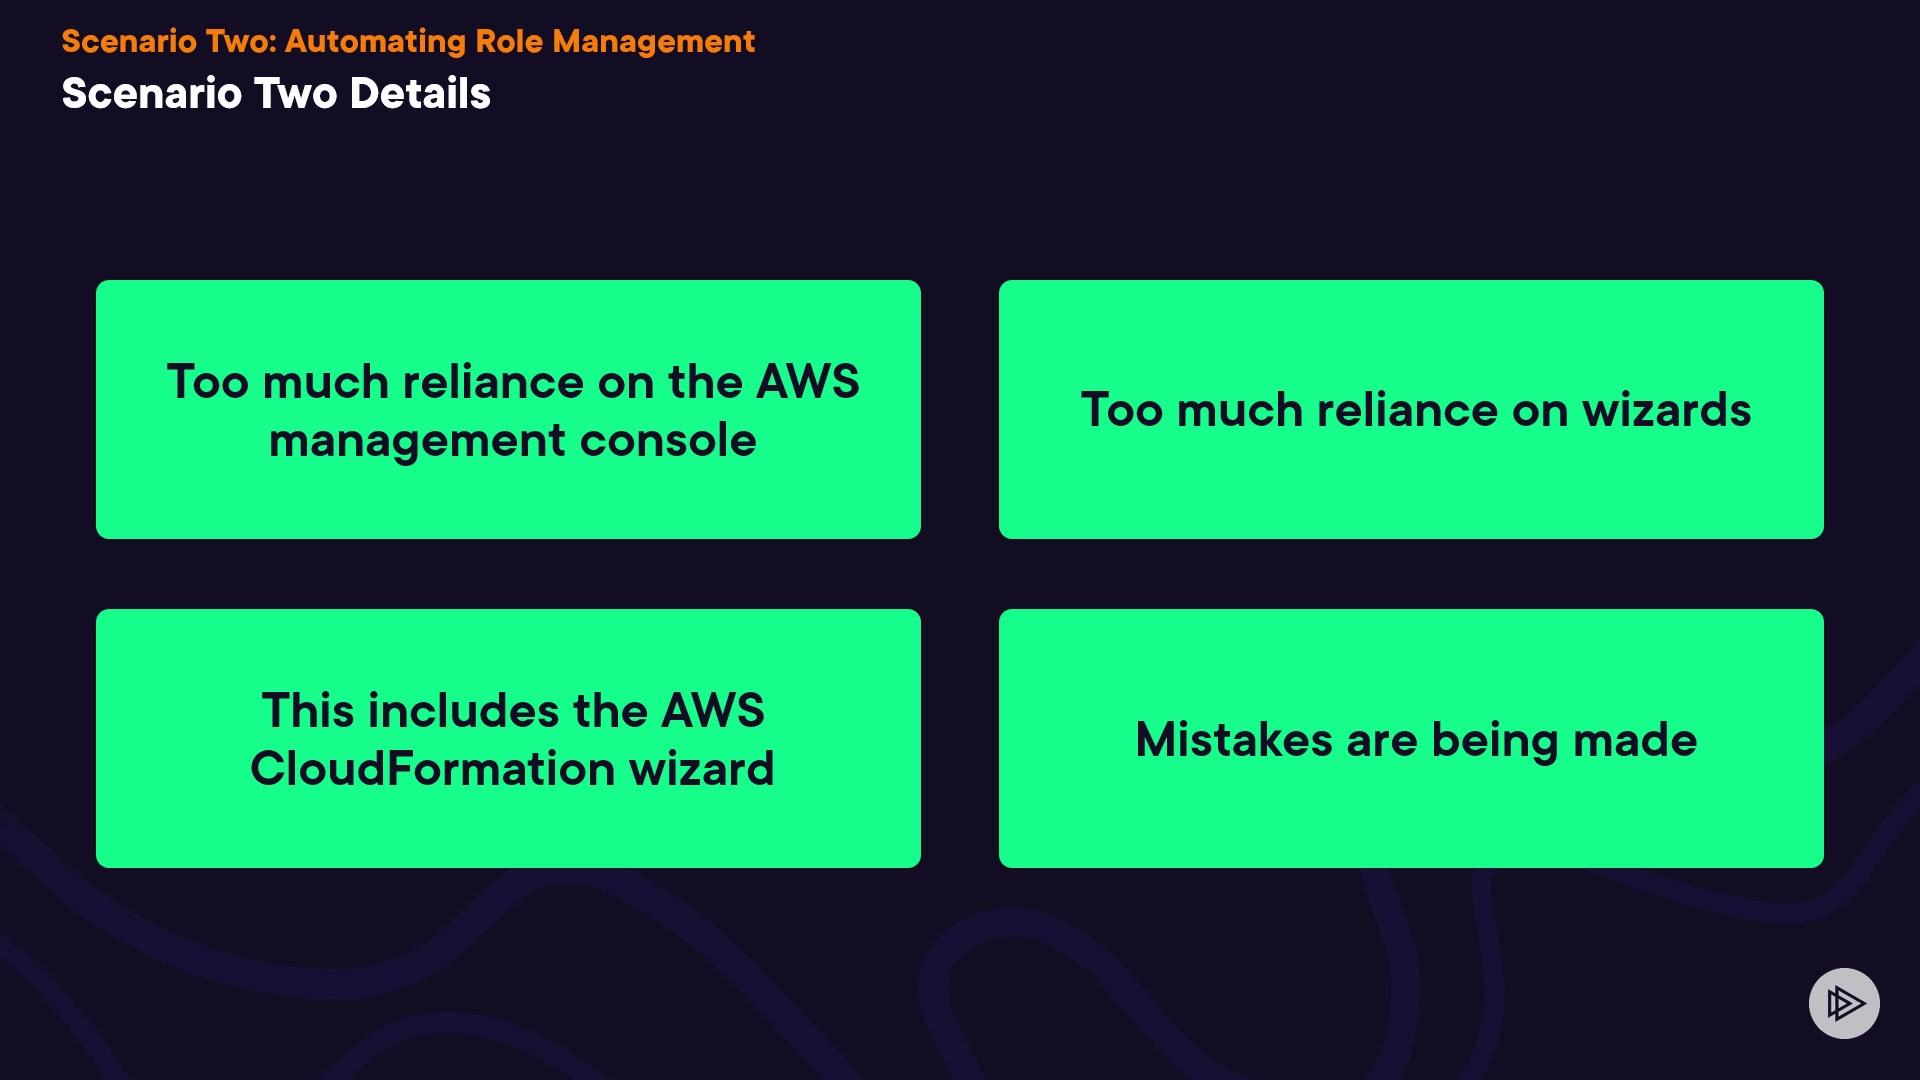 Scenario Two: Automating Role Management
Scenario Two Details
Too much reliance on the AWS
management console
Too much reliance on wizards
This includes the AWS
CloudFormation wizard
Mistakes are being made